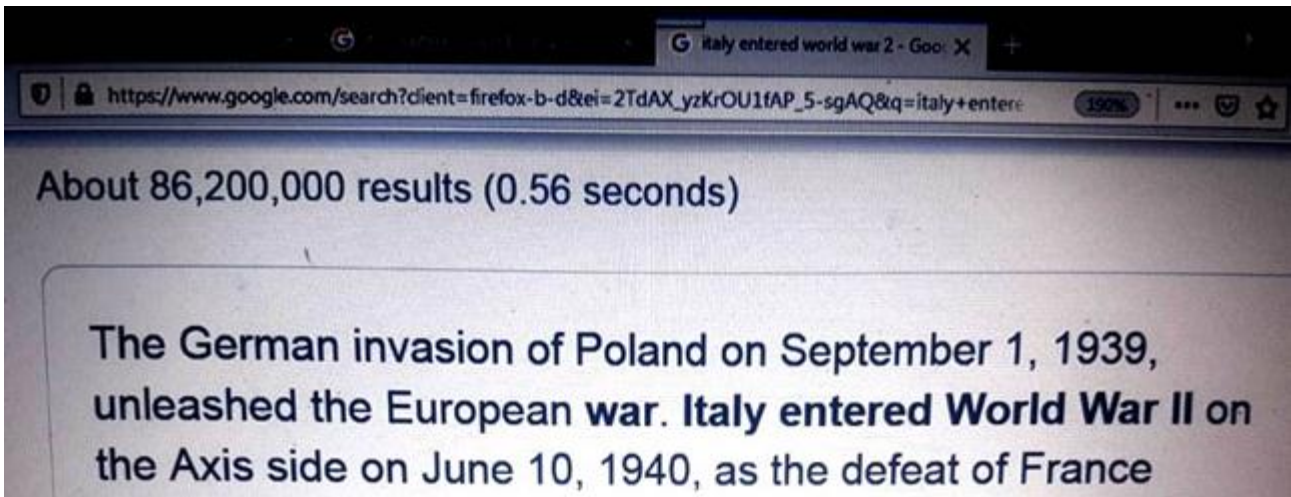 G
G italy entered world war 2 - Goo
https://www.google.com/search?client=firefox-b-d&ei=2TdAX_yzKrOU1fAP_5-sgAQ&q=italy+entere 190%
About 86,200,000 results (0.56 seconds)
The German invasion of Poland on September 1, 1939,
unleashed the European war. Italy entered World War II on
the Axis side on June 10, 1940, as the defeat of France